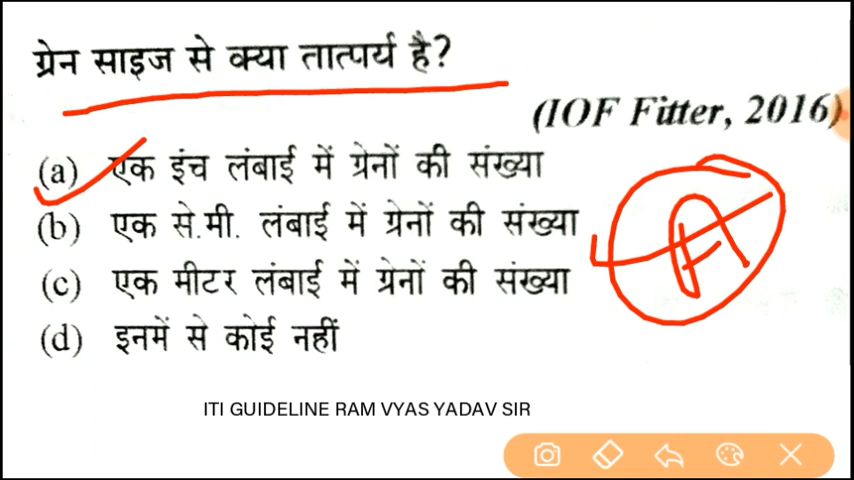 ग्रेन साइज से क्या तात्पर्य है?
(IOF Fitter, 2016)
(a) एक इंच लंबाई में ग्रेनों की संख्या
(b) एक से.मी. लंबाई में ग्रेनों की संख्या
(c) एक मीटर लंबाई में ग्रेनों की संख्या
(d) इनमें से कोई नहीं
A
ITI GUIDELINE RAM VYAS YADAV SIR